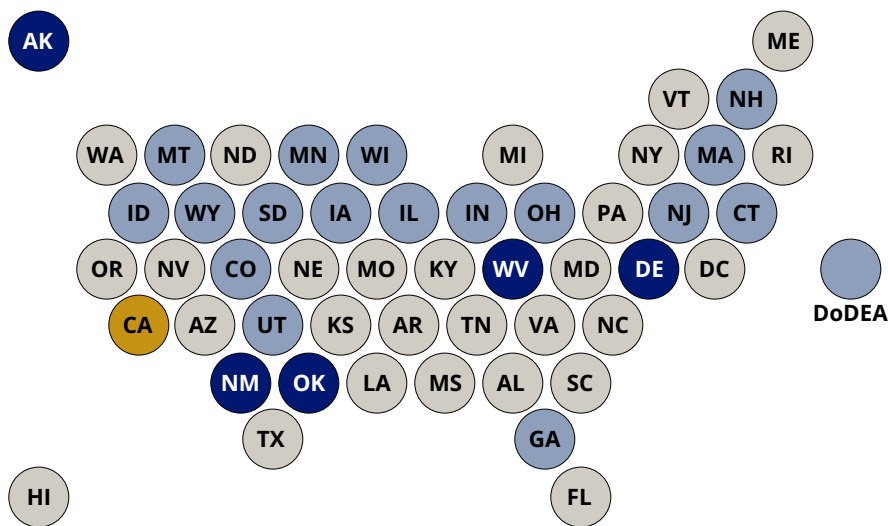 AK ME
VT NH
WA MT ND MN WI MI NY MA RI
ID WY SD IA IL IN OH PA NJ CT
OR NV CO NE MO KY WV MD DE DC
DoDEA
CA AZ UT KS AR TN VA NC
NM OK LA MS AL SC
TX GA
HI FL